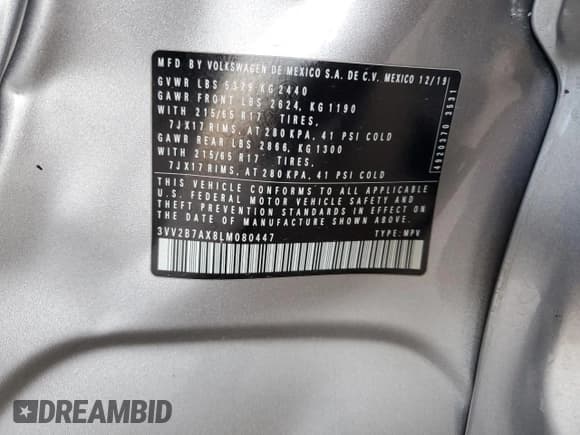 MFD BY VOLKSWAGEN DE MEXICO S.A. DE C.V. MEXICO 12/19
GVWR LBS 5379 KG 2440
GAWR FRONT LBS 2624, KG 1190
WITH 215/65 R17 TIRES,
7JX17 RIMS, AT 280 KPA, 41 PSI COLD
GAWR REAR LBS 2866, KG1300
WITH 215/65 R17 TIRES,
7JX17 RIMS, AT 280 KPA, 41 PSI COLD
THIS VEHICLE CONFORMS TO ALL APPLICABLE
U.S. FEDERAL MOTOR VEHICLE SAFETY AND
THEFT PREVENTION STANDARDS IN EFFECT ON
THE DATE OF MANUFACTURE SHOWN ABOVE.
3VV2B7AX8LM080447 TYPE: MPV
4920370 3531
DREAMBID